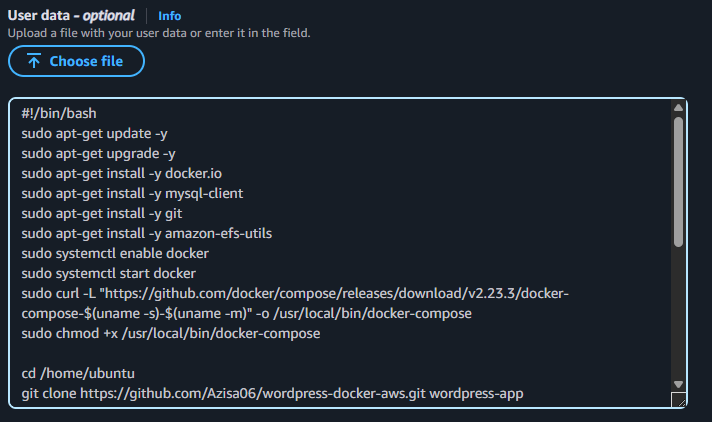 User data - optional | Info
Upload a file with your user data or enter it in the field.
Choose file
#!/bin/bash
sudo apt-get update -y
sudo apt-get upgrade -y
sudo apt-get install -y docker.io
sudo apt-get install -y mysql-client
sudo apt-get install -y git
sudo apt-get install -y amazon-efs-utils
sudo systemctl enable docker
sudo systemctl start docker
sudo curl -L "https://github.com/docker/compose/releases/download/v2.23.3/docker-
compose-$(uname -s)-$(uname -m)" -o /usr/local/bin/docker-compose
sudo chmod +x /usr/local/bin/docker-compose
cd /home/ubuntu
git clone https://github.com/Azisa06/wordpress-docker-aws.git wordpress-app